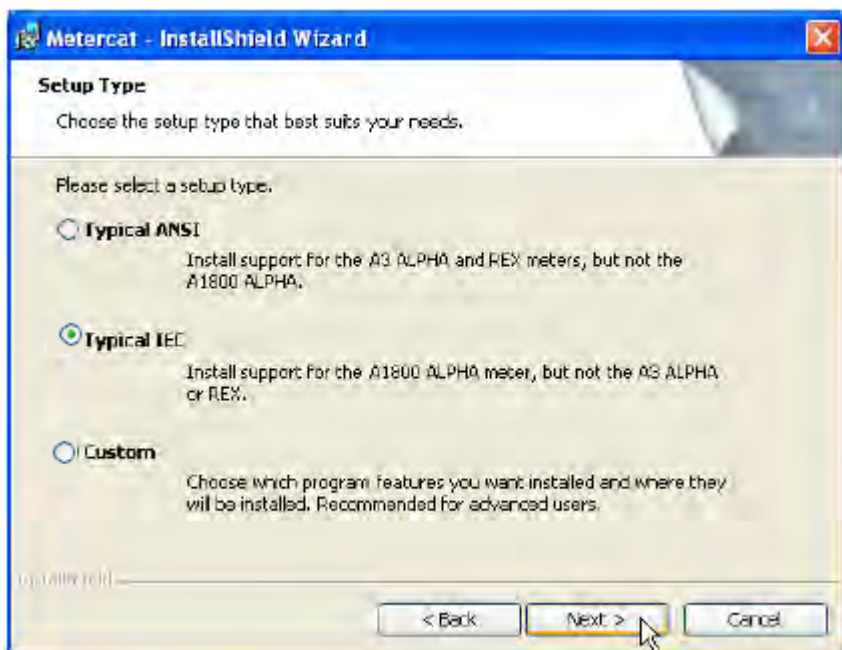 Metercat - InstallShield Wizard
Setup Type
Choose the setup type that best suits your needs.
Please select a setup type.
Typical ANSI
Install support for the A3 ALPHA and REX meters, but not the
A1800 ALPHA.
Typical IEC
Install support for the A1800 ALPHA meter, but not the A3 ALPHA
or REX.
Custom
Choose which program features you want installed and where they
will be installed. Recommended for advanced users.
InstallShield
< Back
Next >
Cancel